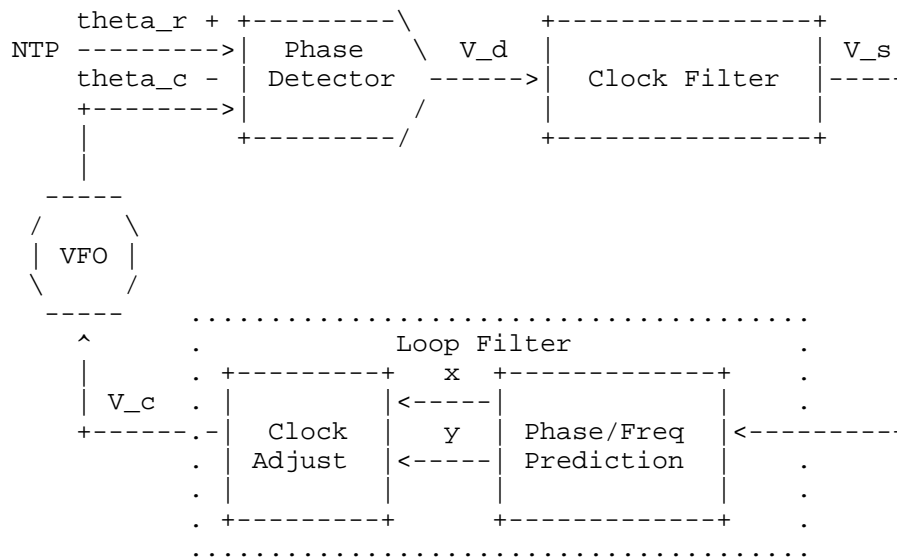 theta_r +
NTP Phase V_d V_s
theta_c - Detector Clock Filter
VFO
Loop Filter
x
V_c
Clock y Phase/Freq
Adjust Prediction